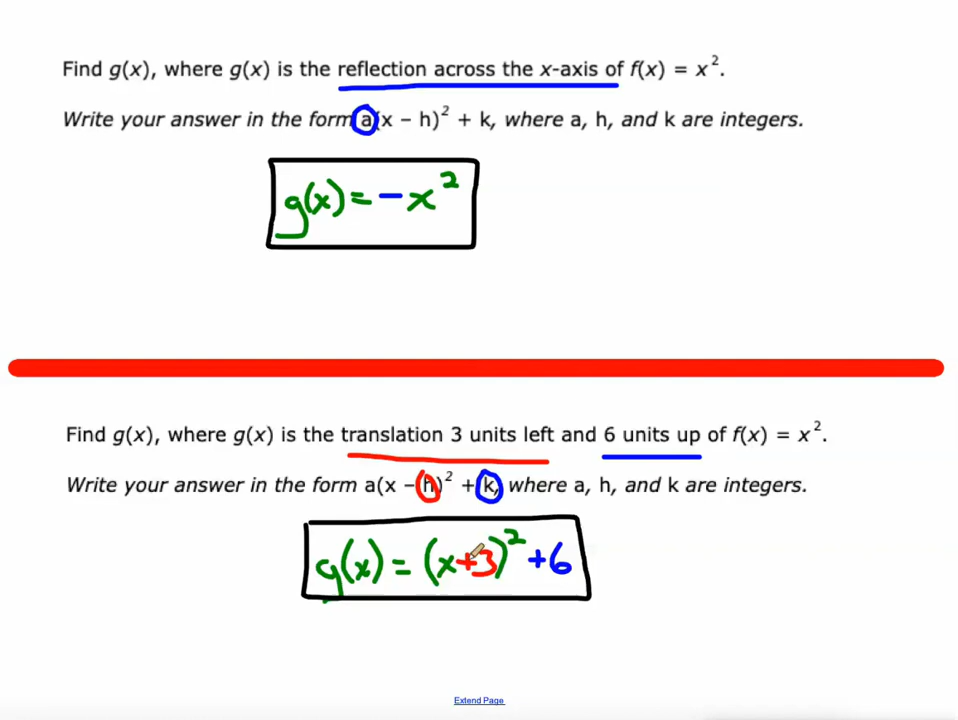 Find g(x), where g(x) is the reflection across the x-axis of f(x) = x².
Write your answer in the form a(x − h)² + k, where a, h, and k are integers.
g(x) = -x²
Find g(x), where g(x) is the translation 3 units left and 6 units up of f(x) = x².
Write your answer in the form a(x − h)² + k, where a, h, and k are integers.
g(x) = (x+3)² +6
Extend Page